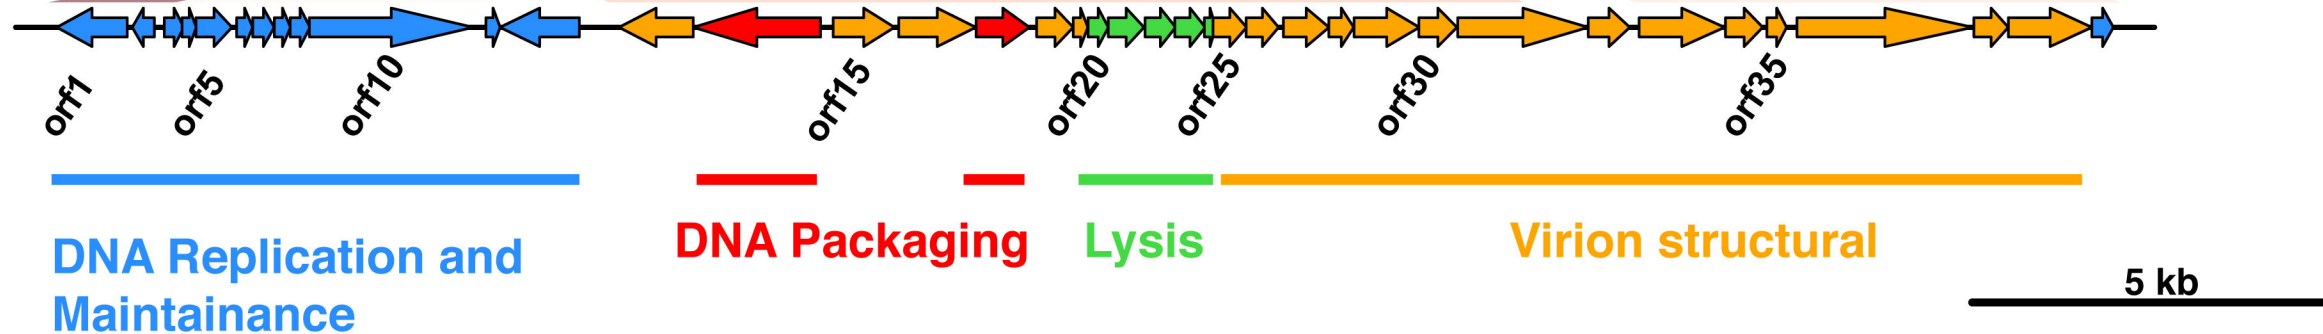 orf1
orf5
orf10
orf15
orf20
orf25
orf30
orf35
DNA Replication and
Maintainance
DNA Packaging
Lysis
Virion structural
5 kb